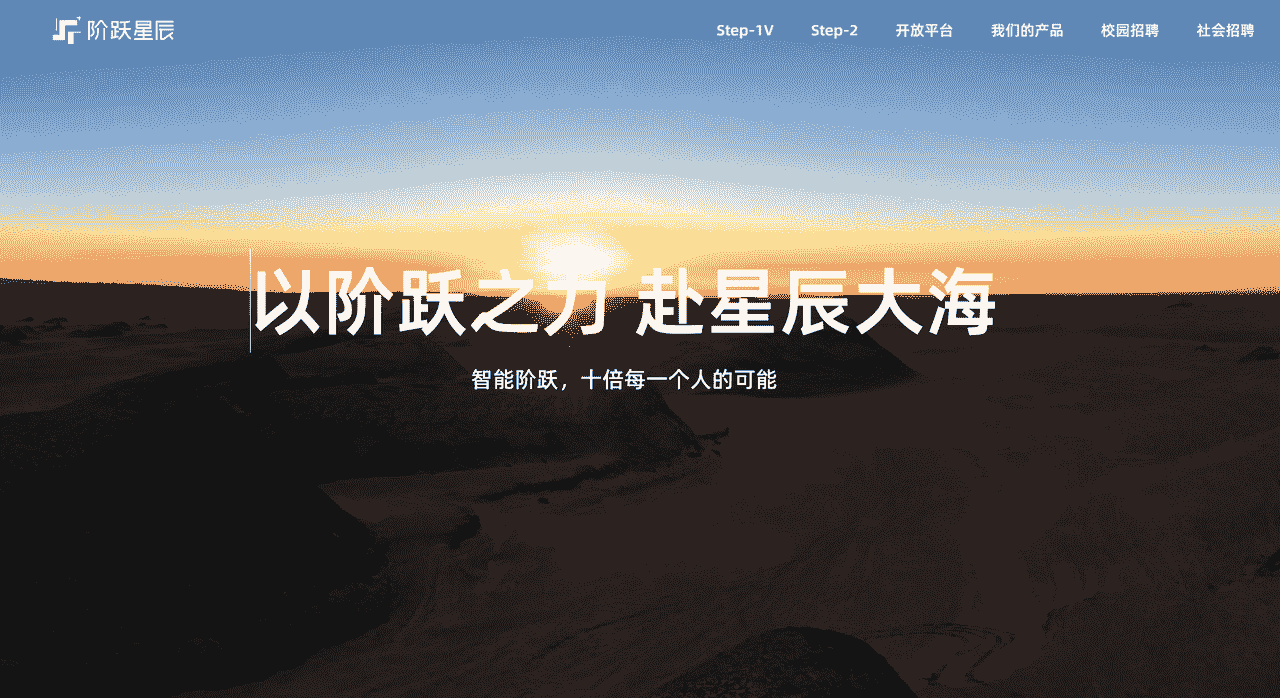 阶跃星辰
Step-1V Step-2 开放平台 我们的产品 校园招聘 社会招聘
以阶跃之力 赴星辰大海
智能阶跃，十倍每一个人的可能